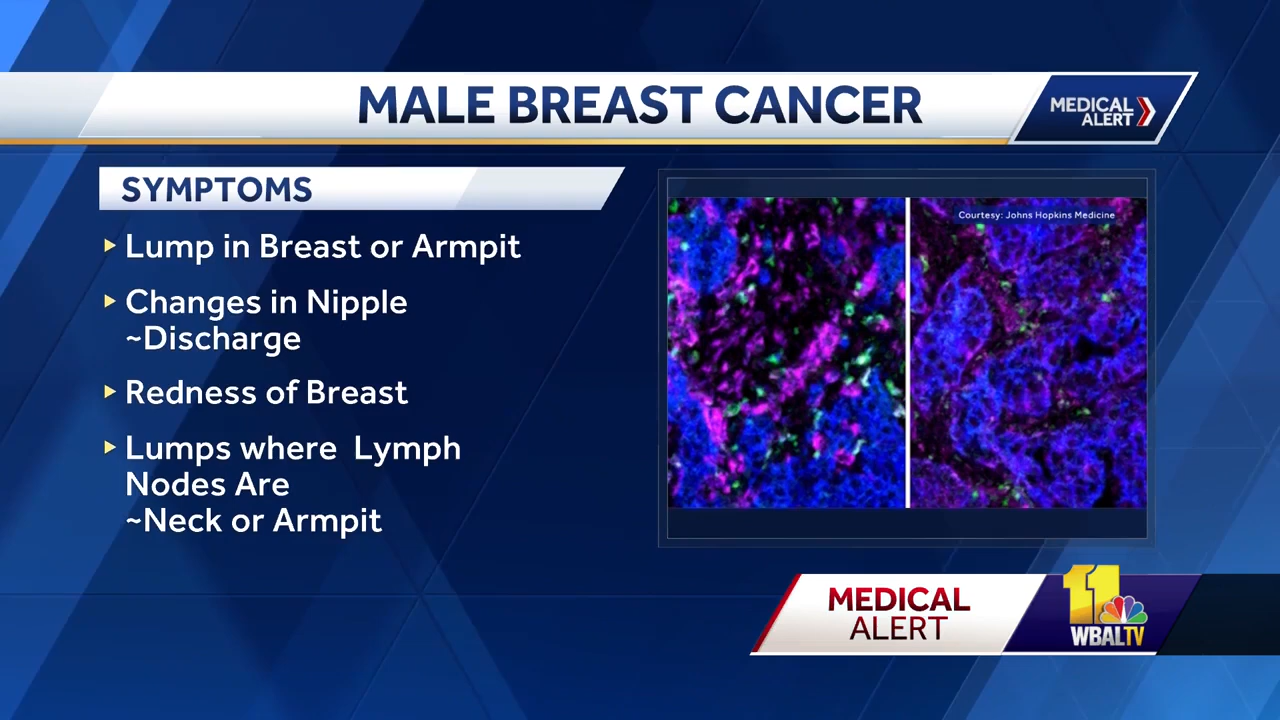 MALE BREAST CANCER
MEDICAL
ALERT
SYMPTOMS
Lump in Breast or Armpit
Changes in Nipple
~Discharge
Redness of Breast
Lumps where  Lymph
Nodes Are
~Neck or Armpit
Courtesy: Johns Hopkins Medicine
MEDICAL
ALERT
11
WBALTV